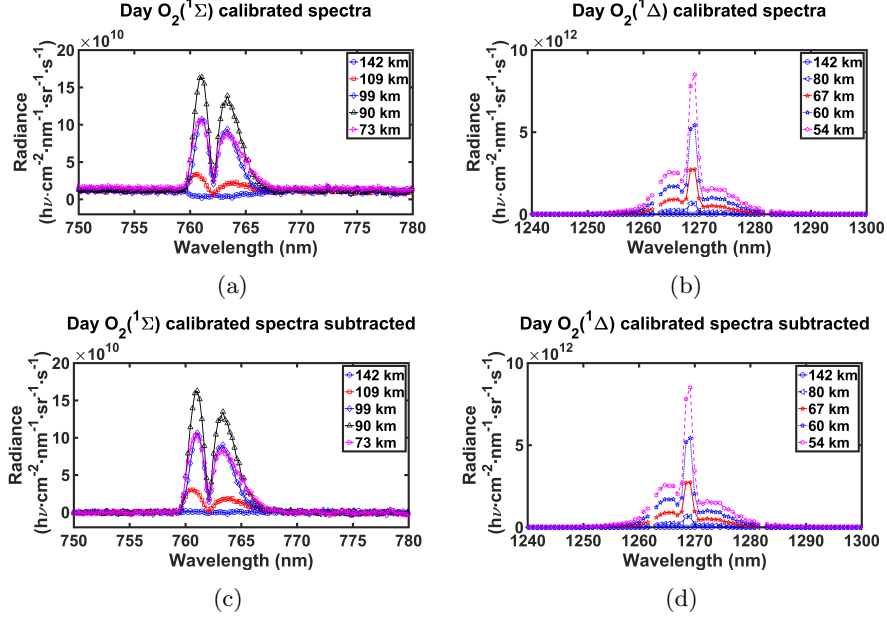 Day O2(1Σ) calibrated spectra
×10^10
20
15
10
5
0
Radiance
(hν·cm-2·nm-1·sr-1·s-1)
142 km
109 km
99 km
90 km
73 km
750 755 760 765 770 775 780
Wavelength (nm)
(a)
Day O2(1Δ) calibrated spectra
×10^12
10
5
0
Radiance
(hν·cm-2·nm-1·sr-1·s-1)
142 km
80 km
67 km
60 km
54 km
1240 1250 1260 1270 1280 1290 1300
Wavelength (nm)
(b)
Day O2(1Σ) calibrated spectra subtracted
×10^10
20
15
10
5
0
Radiance
(hν·cm-2·nm-1·sr-1·s-1)
142 km
109 km
99 km
90 km
73 km
750 755 760 765 770 775 780
Wavelength (nm)
(c)
Day O2(1Δ) calibrated spectra subtracted
×10^12
10
5
0
Radiance
(hν·cm-2·nm-1·sr-1·s-1)
142 km
80 km
67 km
60 km
54 km
1240 1250 1260 1270 1280 1290 1300
Wavelength (nm)
(d)